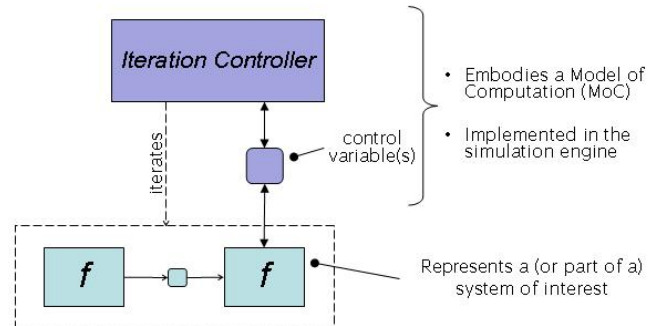 Iteration Controller
• Embodies a Model of
Computation (MoC)
• Implemented in the
simulation engine
control
variable(s)
iterates
f
f
Represents a (or part of a)
system of interest